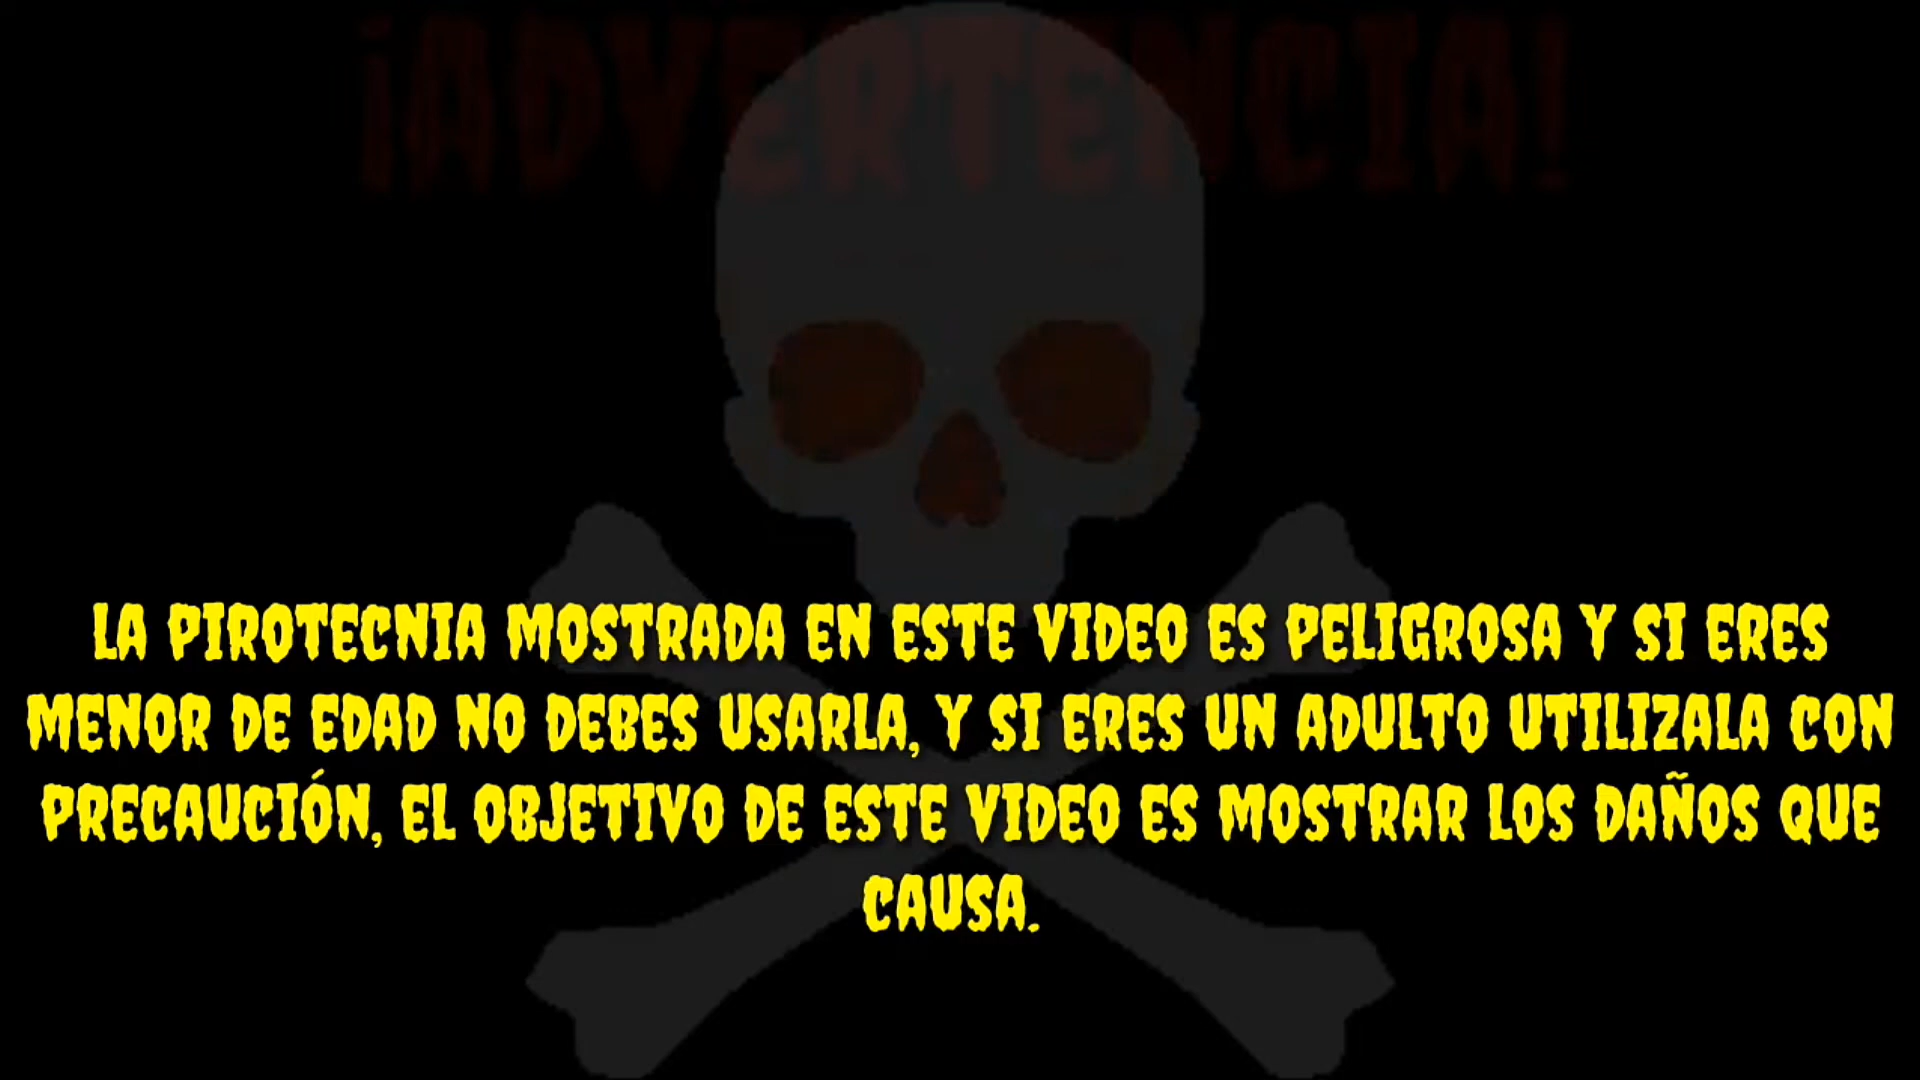 ¡ADVERTENCIA!
LA PIROTECNIA MOSTRADA EN ESTE VIDEO ES PELIGROSA Y SI ERES
MENOR DE EDAD NO DEBES USARLA, Y SI ERES UN ADULTO UTILIZALA CON
PRECAUCIÓN, EL OBJETIVO DE ESTE VIDEO ES MOSTRAR LOS DAÑOS QUE
CAUSA.